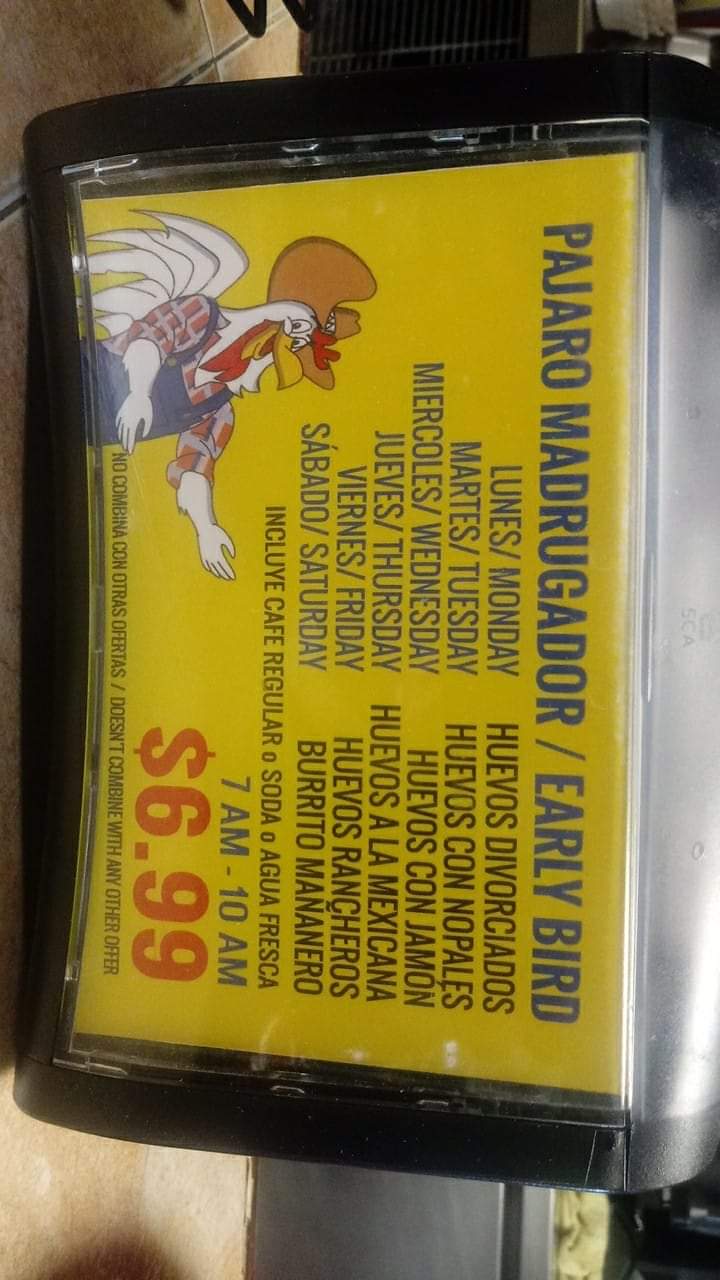 PAJARO MADRUGADOR / EARLY BIRD
LUNES/ MONDAY HUEVOS DIVORCIADOS
MARTES/ TUESDAY HUEVOS CON NOPALES
MIERCOLES/ WEDNESDAY HUEVOS CON JAMÓN
JUEVES/ THURSDAY HUEVOS A LA MEXICANA
VIERNES/ FRIDAY HUEVOS RANCHEROS
SÁBADO/ SATURDAY BURRITO MAÑANERO
INCLUYE CAFE REGULAR o SODA o AGUA FRESCA
7 AM - 10 AM
$6.99
NO COMBINA CON OTRAS OFERTAS / DOESN'T COMBINE WITH ANY OTHER OFFER
SCA